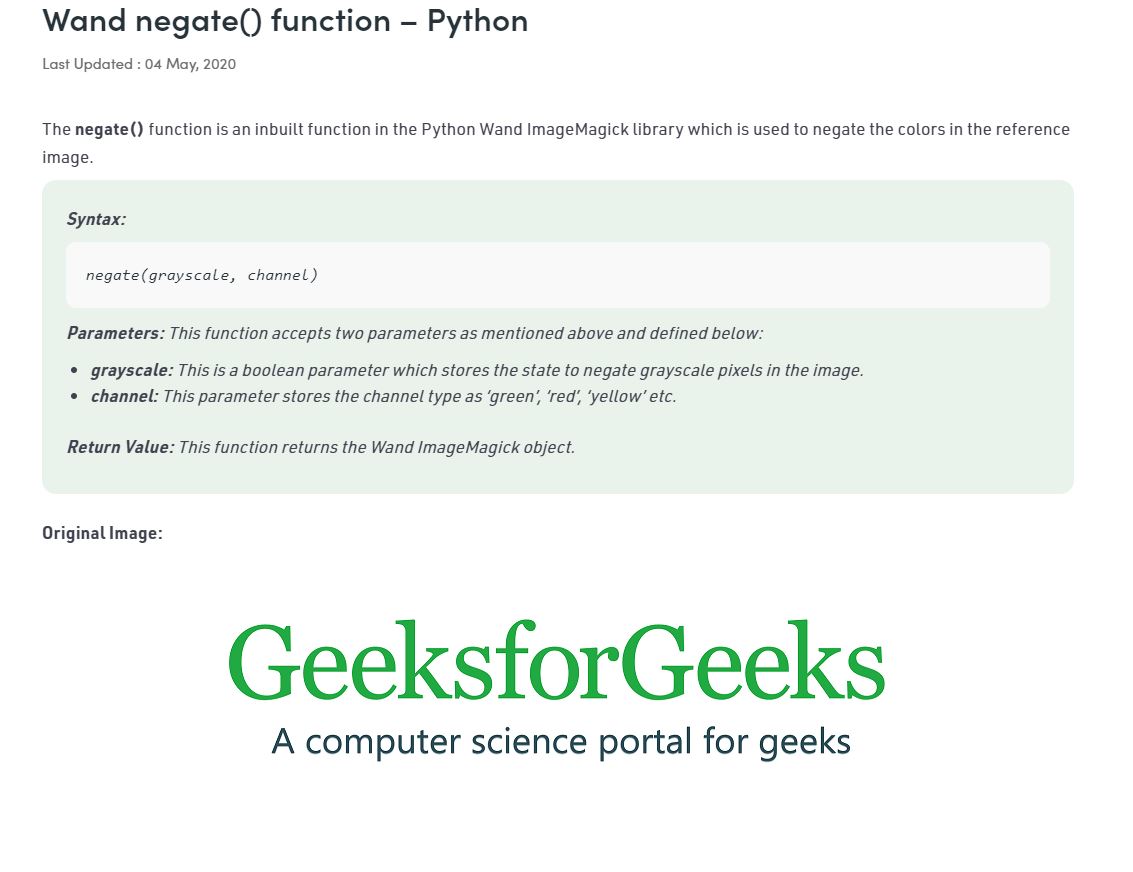 Wand negate() function – Python
Last Updated : 04 May, 2020
The negate() function is an inbuilt function in the Python Wand ImageMagick library which is used to negate the colors in the reference
image.
Syntax:
negate(grayscale, channel)
Parameters: This function accepts two parameters as mentioned above and defined below:
• grayscale: This is a boolean parameter which stores the state to negate grayscale pixels in the image.
• channel: This parameter stores the channel type as ‘green’, ‘red’, ‘yellow’ etc.
Return Value: This function returns the Wand ImageMagick object.
Original Image:
GeeksforGeeks
A computer science portal for geeks